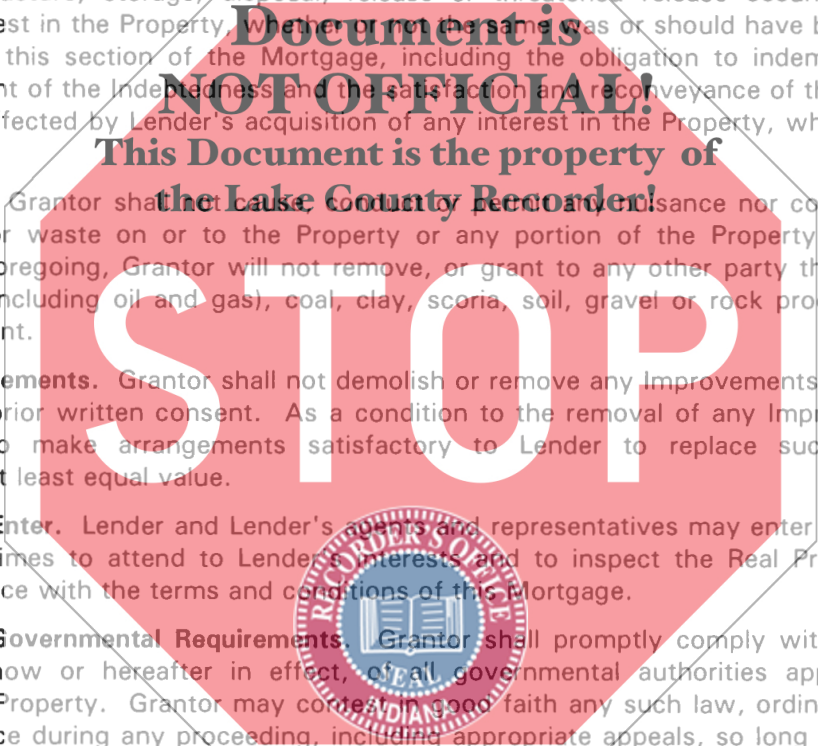 Document is
est in the Property, whether or not the same was or should have b
this section of the Mortgage, including the obligation to indem
NOT OFFICIAL!
nt of the Indebtedness and the satisfaction and reconveyance of th
fected by Lender's acquisition of any interest in the Property, wh
This Document is the property of
the Lake County Recorder!
Grantor shall not cause, conduct or permit any nuisance nor co
r waste on or to the Property or any portion of the Property
oregoing, Grantor will not remove, or grant to any other party th
ncluding oil and gas), coal, clay, scoria, soil, gravel or rock pro
nt.
STOP
ements. Grantor shall not demolish or remove any Improvements
rior written consent. As a condition to the removal of any Impr
o make arrangements satisfactory to Lender to replace suc
t least equal value.
Enter. Lender and Lender's agents and representatives may enter
imes to attend to Lender's interests and to inspect the Real Pr
ce with the terms and conditions of this Mortgage.
RECORDER'S OFFICE
SEAL
INDIANA
Governmental Requirements. Grantor shall promptly comply wit
ow or hereafter in effect, of all governmental authorities app
Property. Grantor may contest in good faith any such law, ordin
ce during any proceeding, including appropriate appeals, so long